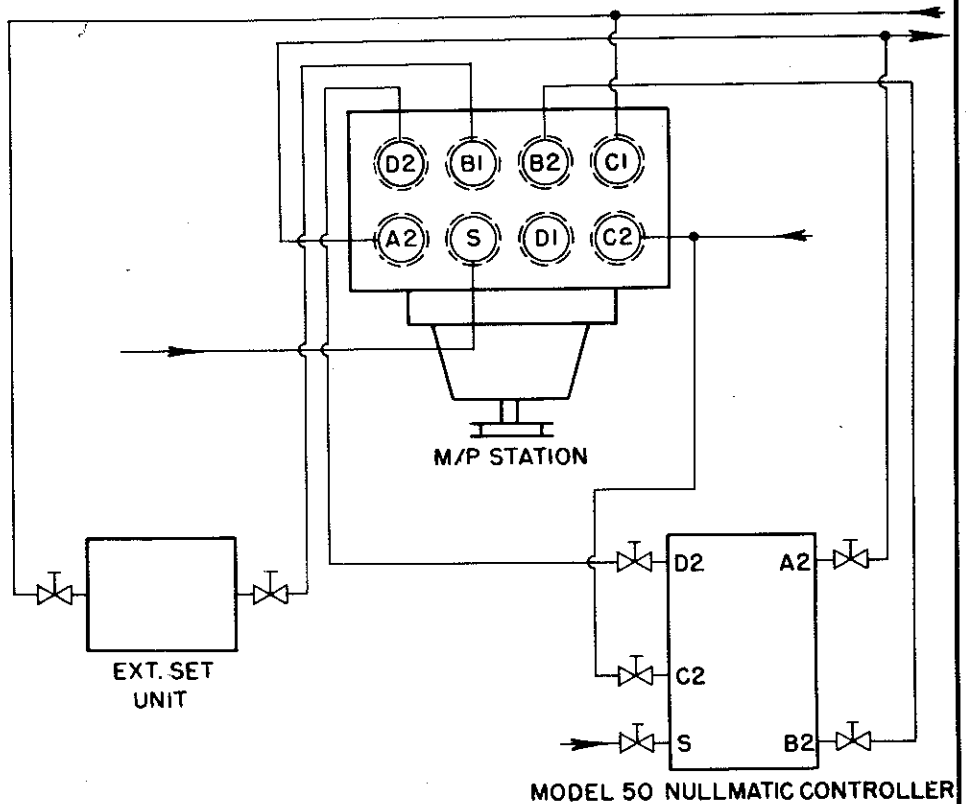 D2 B1 B2 C1
A2 S D1 C2
M/P STATION
D2 A2
EXT. SET
UNIT
C2
S B2
MODEL 50 NULLMATIC CONTROLLER